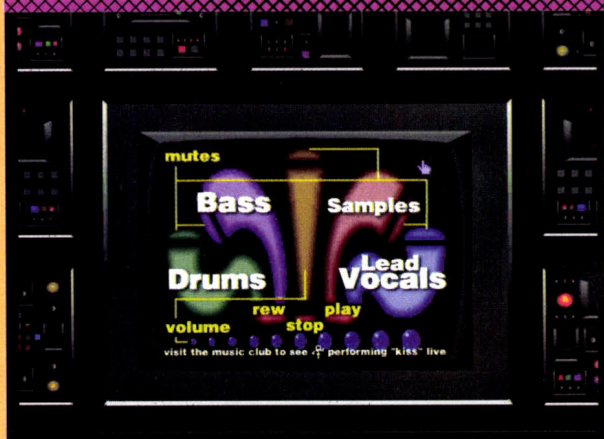 mutes
Bass
Samples
Drums
Lead
Vocals
rew
play
volume
stop
visit the music club to see performing "kiss" live